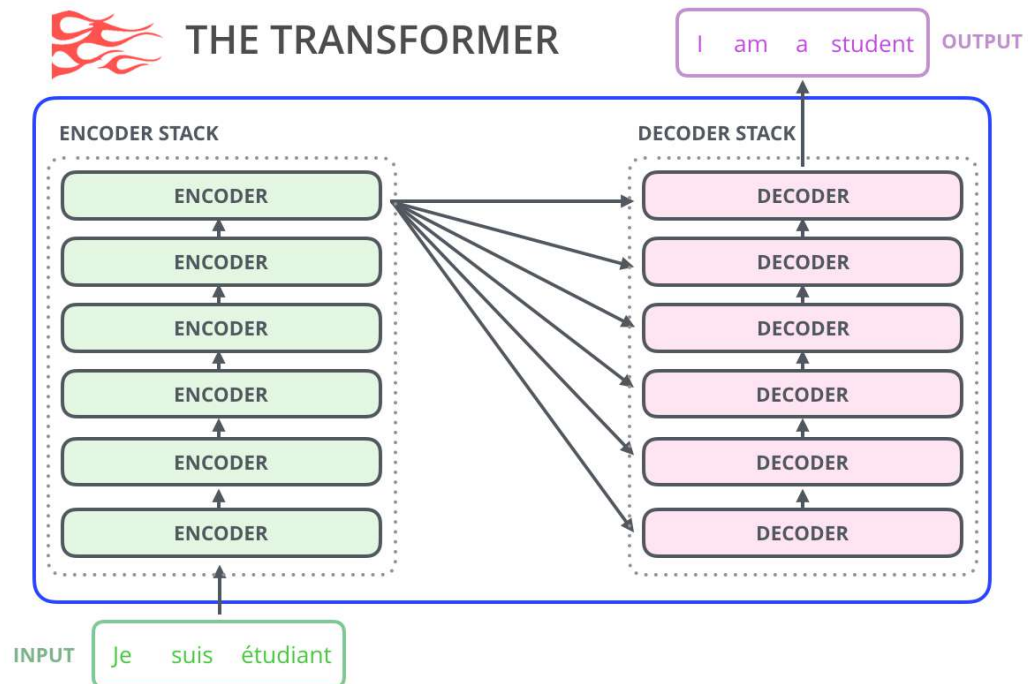 THE TRANSFORMER
I am a student OUTPUT
ENCODER STACK
ENCODER
ENCODER
ENCODER
ENCODER
ENCODER
ENCODER
DECODER STACK
DECODER
DECODER
DECODER
DECODER
DECODER
DECODER
INPUT Je suis étudiant